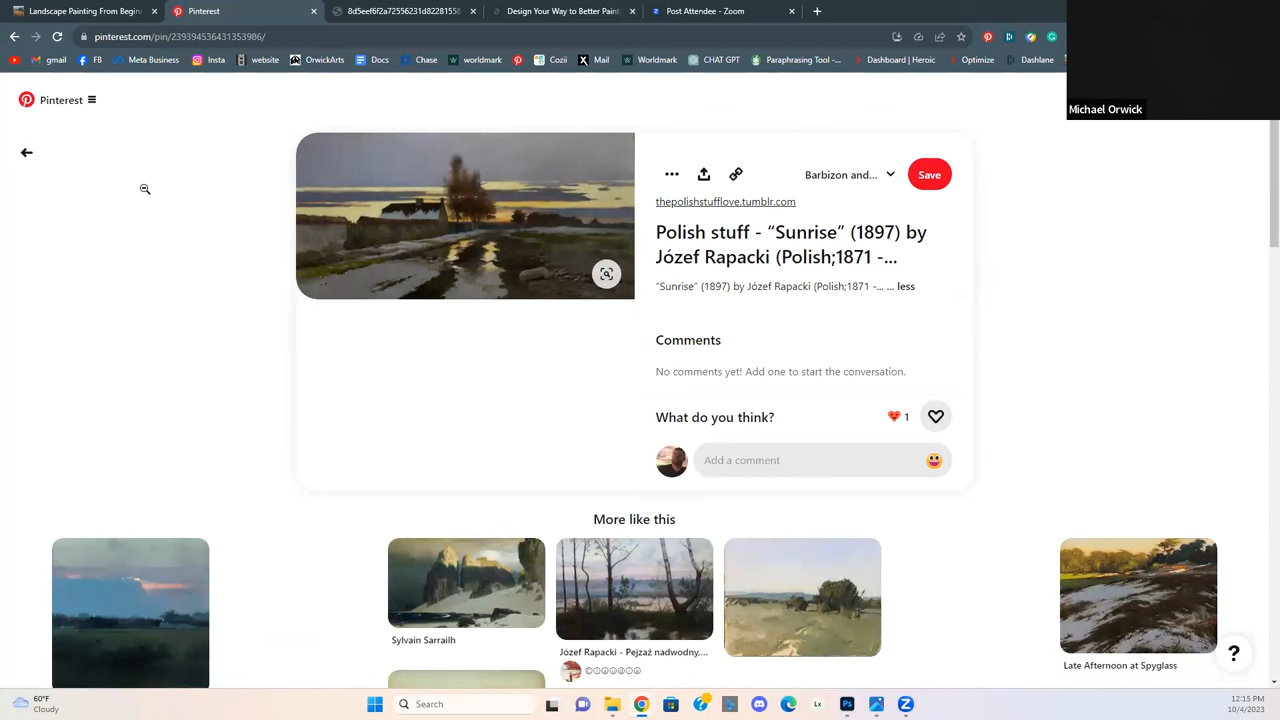 Landscape Painting From Begin
Pinterest
8d5eef6f2a72556231d8228155
Design Your Way to Better Paint
Post Attendee - Zoom
pinterest.com/pin/239394536431353986/
gmail
FB
Meta Business
Insta
website
OrwickArts
Docs
Chase
worldmark
Cozii
Mail
Worldmark
CHAT GPT
Paraphrasing Tool -...
Dashboard | Heroic
Optimize
Dashlane
Michael Orwick
Pinterest
Barbizon and...
Save
thepolishstufflove.tumblr.com
Polish stuff - “Sunrise” (1897) by
Józef Rapacki (Polish;1871 -...
“Sunrise” (1897) by Józef Rapacki (Polish;1871 -... ... less
Comments
No comments yet! Add one to start the conversation.
What do you think?
1
Add a comment
More like this
Sylvain Sarrailh
Józef Rapacki - Pejzaż nadwodny,...
Late Afternoon at Spyglass
?
60°F
Cloudy
Search
Lx
12:15 PM
10/4/2023